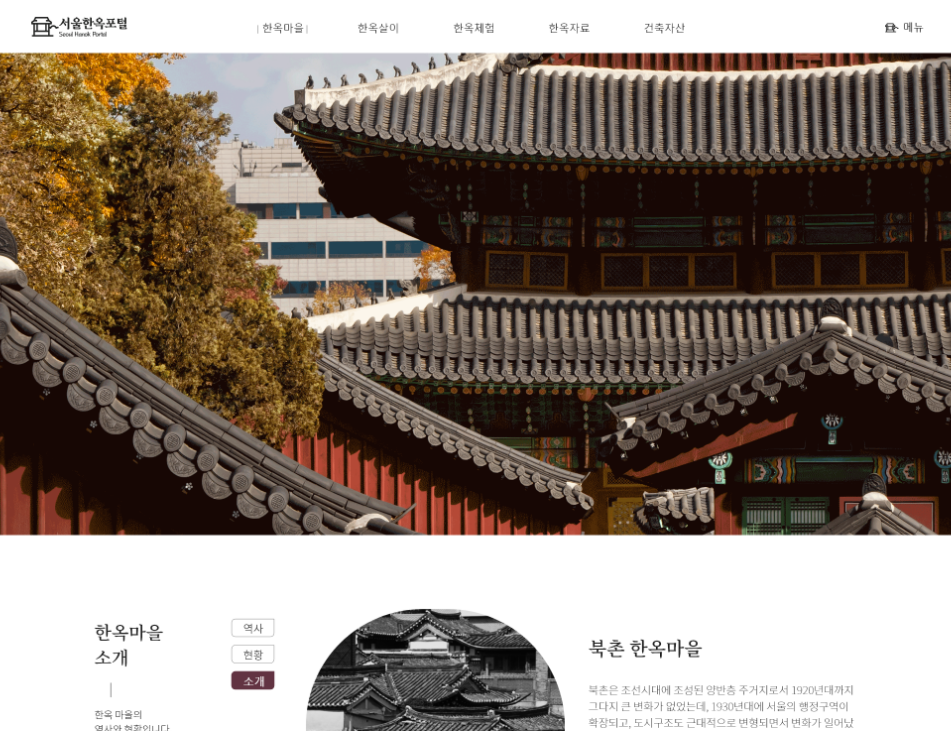 서울한옥포털
Seoul Hanok Portal
| 한옥마을 |
한옥살이
한옥체험
한옥자료
건축자산
메뉴
한옥마을
소개
역사
현황
소개
한옥 마을의
역사와 현황입니다
북촌 한옥마을
북촌은 조선시대에 조성된 양반층 주거지로서 1920년대까지
그다지 큰 변화가 없었는데, 1930년대에 서울의 행정구역이
확장되고, 도시구조도 근대적으로 변형되면서 변화가 일어났